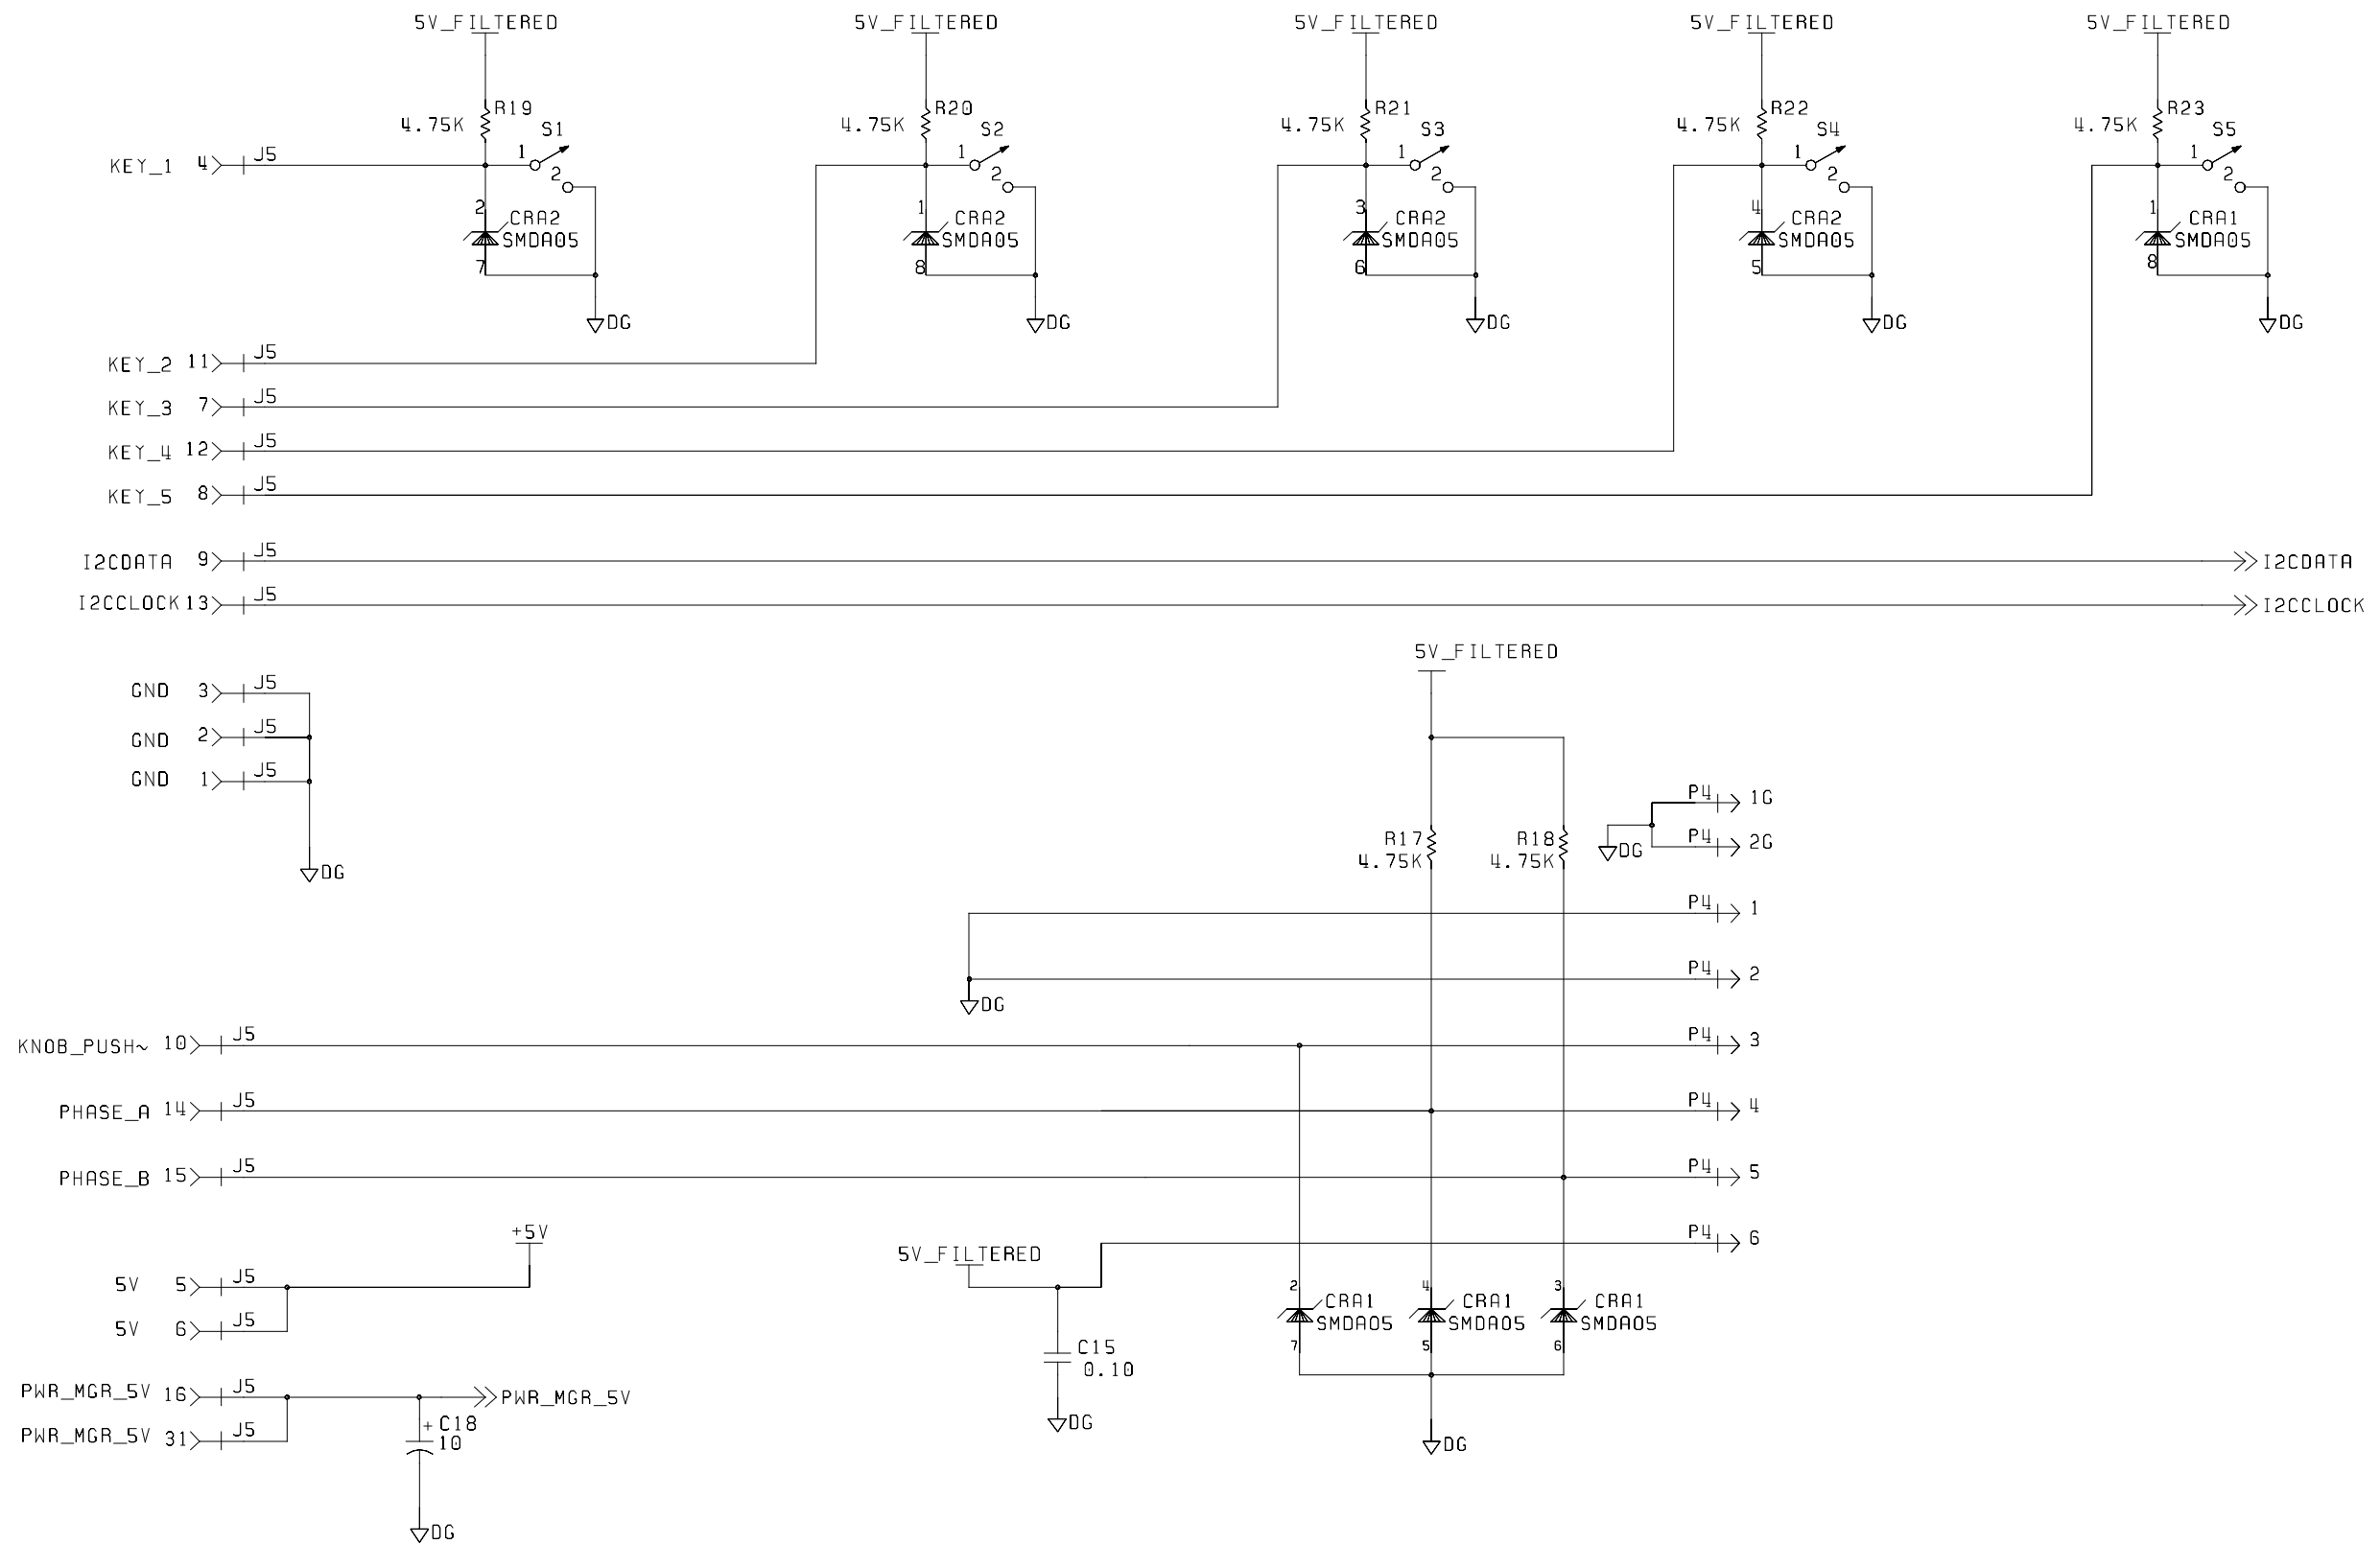 5V_FILTERED 5V_FILTERED 5V_FILTERED 5V_FILTERED 5V_FILTERED
R19 R20 R21 R22 R23
4.75K 4.75K 4.75K 4.75K 4.75K
S1 S2 S3 S4 S5
KEY_1 4 J5 1 1 1 1 1
2 2 2 2 2
2 CRA2 1 CRA2 3 CRA2 4 CRA2 1 CRA1
SMDA05 SMDA05 SMDA05 SMDA05 SMDA05
7 8 6 5 8
DG DG DG DG DG
KEY_2 11 J5
KEY_3 7 J5
KEY_4 12 J5
KEY_5 8 J5
I2CDATA 9 J5 I2CDATA
I2CCLOCK 13 J5 I2CCLOCK
5V_FILTERED
GND 3 J5
GND 2 J5
GND 1 J5
P4 1G
R17 R18 P4 2G
4.75K 4.75K DG
DG
P4 1
P4 2
DG
KNOB_PUSH~ 10 J5 P4 3
PHASE_A 14 J5 P4 4
PHASE_B 15 J5 P4 5
+5V
5V_FILTERED P4 6
5V 5 J5 2 4 3
CRA1 CRA1 CRA1
5V 6 J5 SMDA05 SMDA05 SMDA05
C15 7 5 6
0.10
PWR_MGR_5V 16 J5 PWR_MGR_5V
+ C18 DG
PWR_MGR_5V 31 J5 10 DG
DG